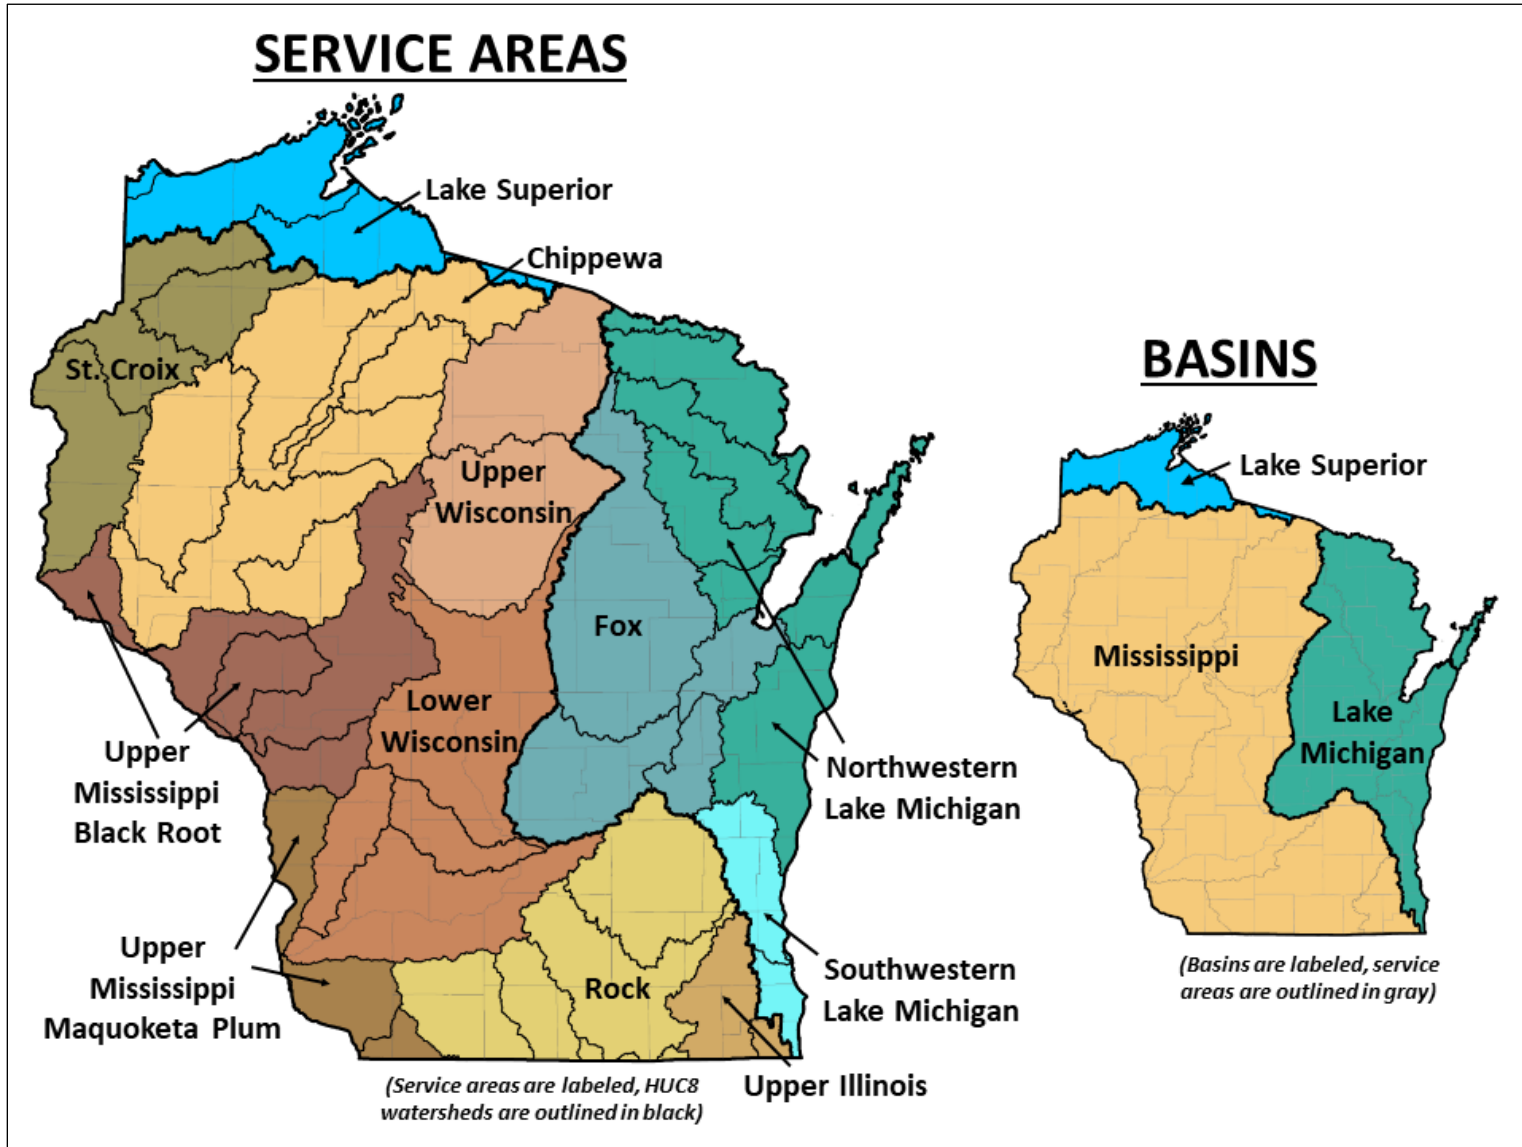 SERVICE AREAS
Lake Superior
Chippewa
St. Croix
Upper
Wisconsin
Fox
Lower
Wisconsin
Upper
Mississippi
Black Root
Northwestern
Lake Michigan
Upper
Mississippi
Maquoketa Plum
Rock
Southwestern
Lake Michigan
Upper Illinois
(Service areas are labeled, HUC8
watersheds are outlined in black)
BASINS
Lake Superior
Mississippi
Lake
Michigan
(Basins are labeled, service
areas are outlined in gray)